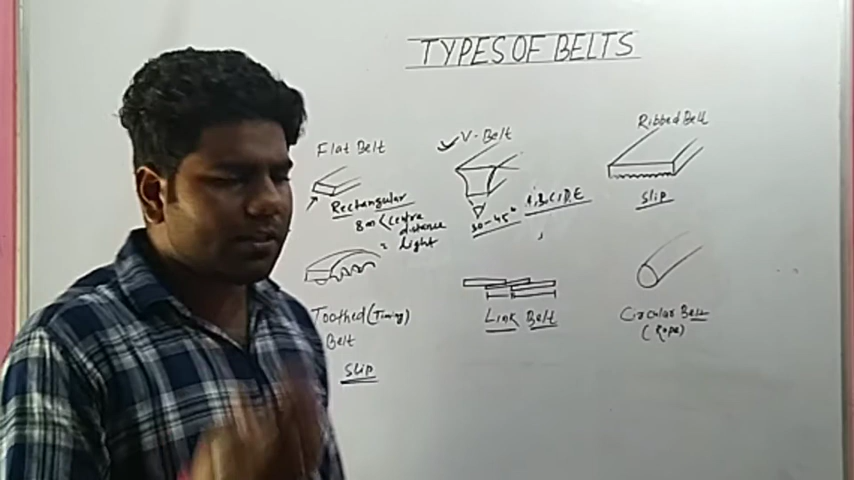 TYPES OF BELTS
Flat Belt
Rectangular
8m < Centre
distance
= light
V-Belt
30-45°
A,B,C,D,E
Ribbed Belt
slip
Toothed (Timing)
Belt
slip
Link Belt
Circular Belt
(Rope)